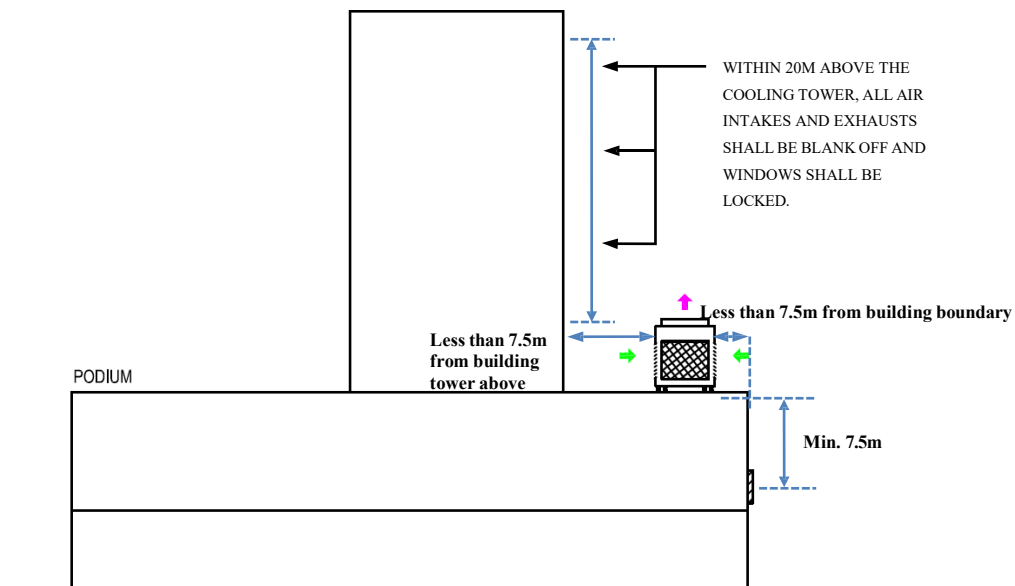 WITHIN 20M ABOVE THE
COOLING TOWER, ALL AIR
INTAKES AND EXHAUSTS
SHALL BE BLANK OFF AND
WINDOWS SHALL BE
LOCKED.
Less than 7.5m from building boundary
Less than 7.5m
from building
tower above
PODIUM
Min. 7.5m